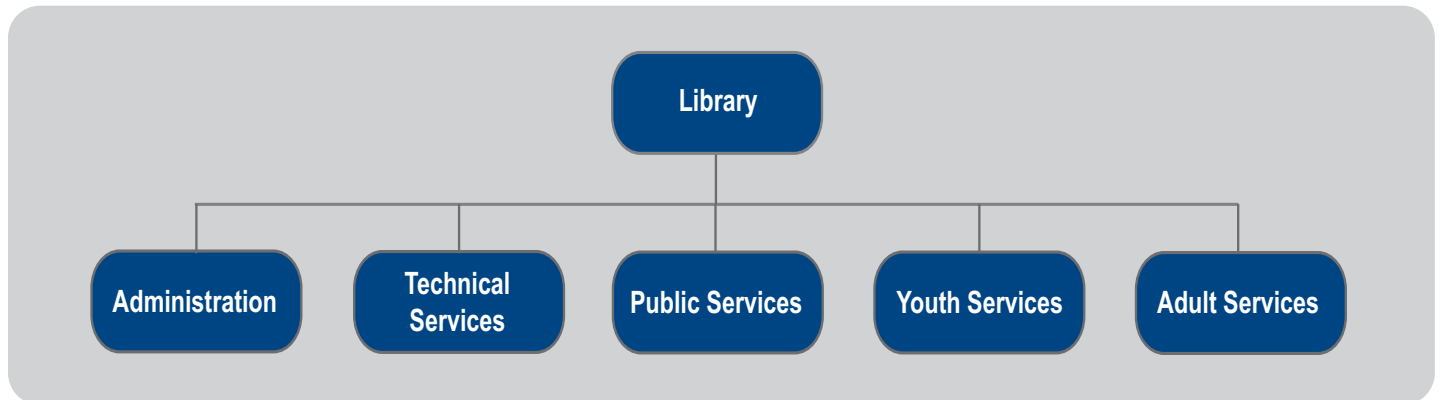 Library
Administration
Technical
Services
Public Services
Youth Services
Adult Services